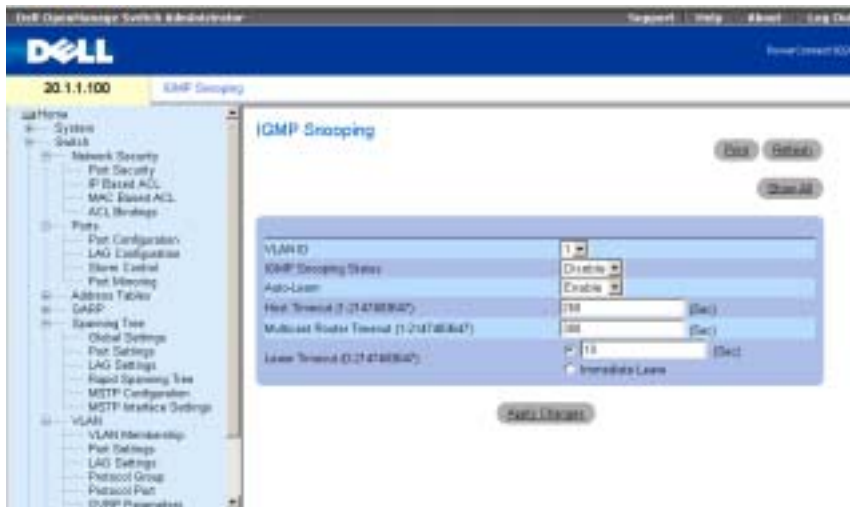 Dell OpenManage Switch Administrator
Support Help About Log Out
DELL
PowerConnect
20.1.1.100
IGMP Snooping
Home
System
Switch
Network Security
Port Security
IP Based ACL
MAC Based ACL
ACL Bindings
Ports
Port Configuration
LAG Configuration
Storm Control
Port Mirroring
Address Tables
GARP
Spanning Tree
Global Settings
Port Settings
LAG Settings
Rapid Spanning Tree
MSTP Configuration
MSTP Interface Settings
VLAN
VLAN Membership
Port Settings
LAG Settings
Protocol Group
Protocol Port
GVRP Parameters
IGMP Snooping
Print Refresh
Show All
VLAN ID 1
IGMP Snooping Status Disable
Auto-Learn Enable
Host Timeout (1-2147483647) 260 (Sec)
Multicast Router Timeout (1-2147483647) 300 (Sec)
Leave Timeout (0-2147483647) 10 (Sec)
Immediate Leave
Apply Changes